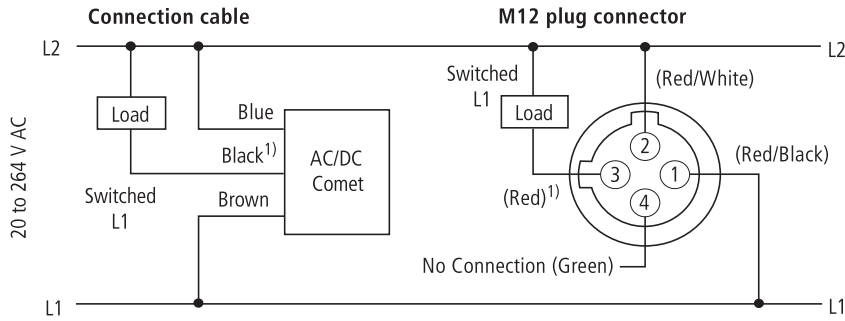 Connection cable
M12 plug connector
L2
L2
Switched
L1
(Red/White)
Load
Load
Blue
20 to 264 V AC
Black1)
AC/DC
Comet
2
(Red/Black)
3
1
Switched
L1
Brown
(Red)1)
4
No Connection (Green)
L1
L1